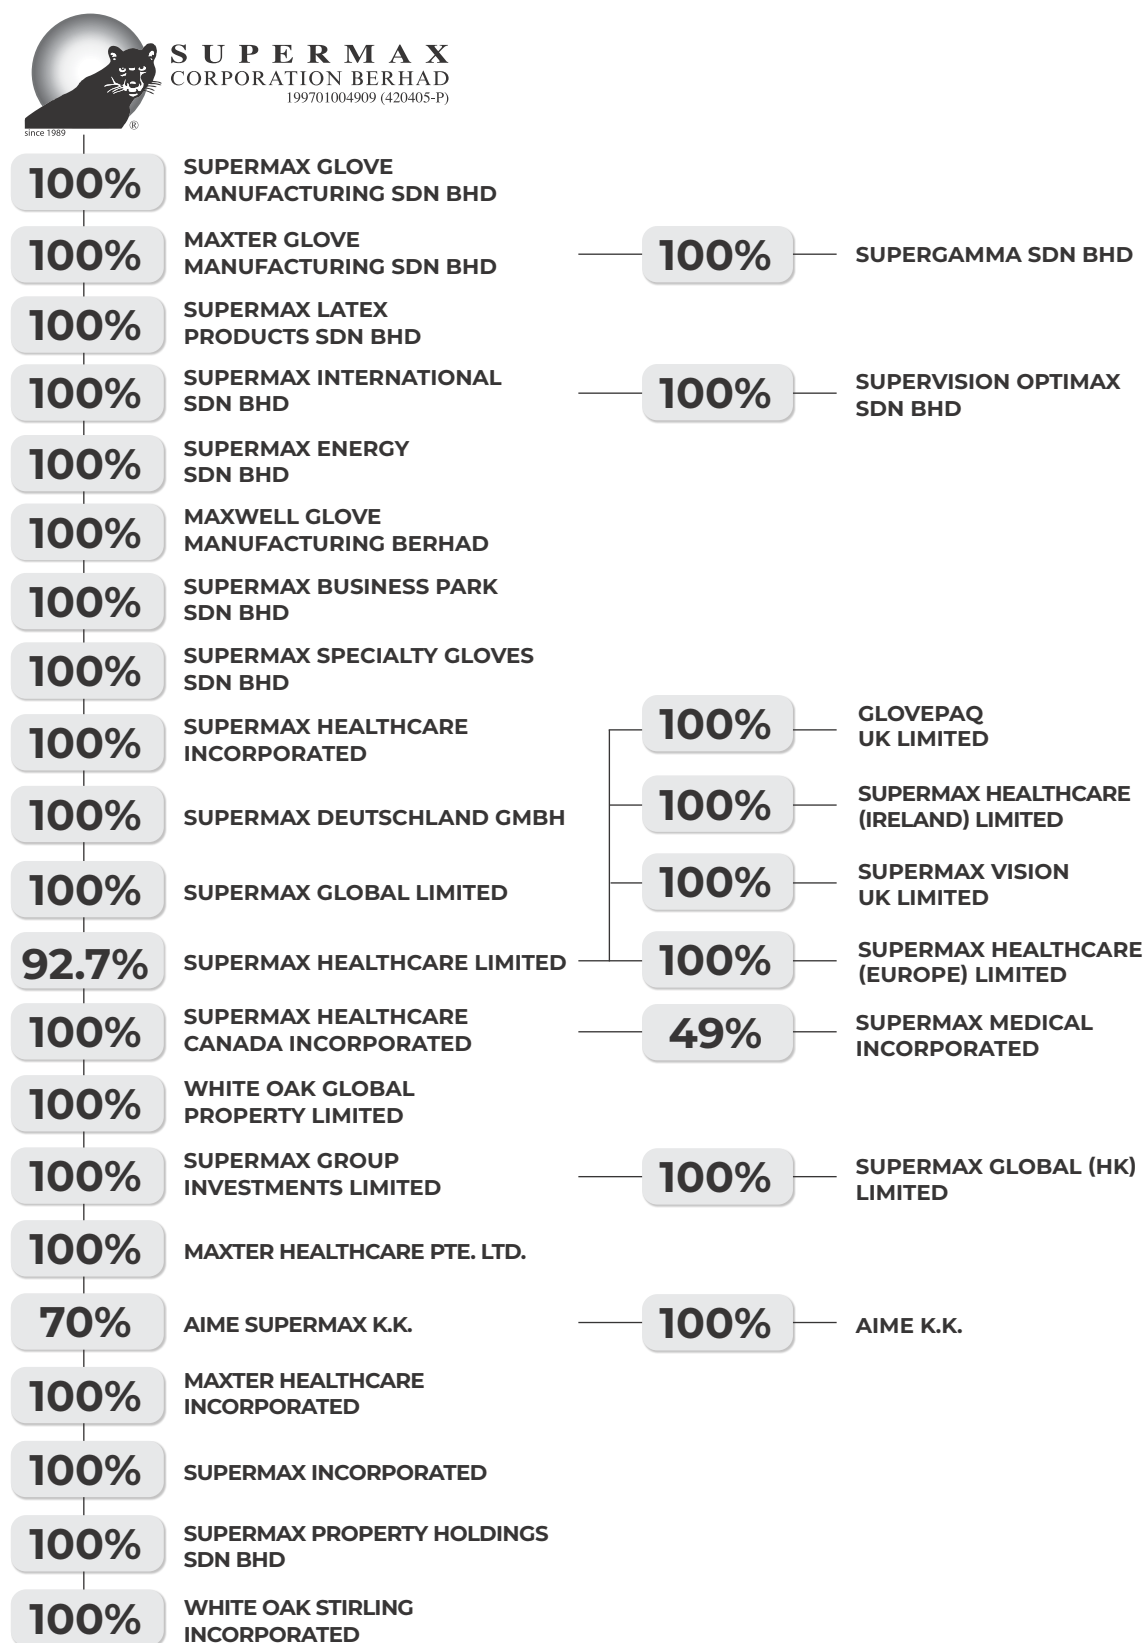 SUPERMAX
CORPORATION BERHAD
199701004909 (420405-P)
since 1989
®
100%
SUPERMAX GLOVE
MANUFACTURING SDN BHD
100%
MAXTER GLOVE
MANUFACTURING SDN BHD
100%
SUPERGAMMA SDN BHD
100%
SUPERMAX LATEX
PRODUCTS SDN BHD
100%
SUPERMAX INTERNATIONAL
SDN BHD
100%
SUPERVISION OPTIMAX
SDN BHD
100%
SUPERMAX ENERGY
SDN BHD
100%
MAXWELL GLOVE
MANUFACTURING BERHAD
100%
SUPERMAX BUSINESS PARK
SDN BHD
100%
SUPERMAX SPECIALTY GLOVES
SDN BHD
100%
SUPERMAX HEALTHCARE
INCORPORATED
100%
SUPERMAX DEUTSCHLAND GMBH
100%
SUPERMAX GLOBAL LIMITED
92.7%
SUPERMAX HEALTHCARE LIMITED
100%
GLOVEPAQ
UK LIMITED
100%
SUPERMAX HEALTHCARE
(IRELAND) LIMITED
100%
SUPERMAX VISION
UK LIMITED
100%
SUPERMAX HEALTHCARE
(EUROPE) LIMITED
100%
SUPERMAX HEALTHCARE
CANADA INCORPORATED
49%
SUPERMAX MEDICAL
INCORPORATED
100%
WHITE OAK GLOBAL
PROPERTY LIMITED
100%
SUPERMAX GROUP
INVESTMENTS LIMITED
100%
SUPERMAX GLOBAL (HK)
LIMITED
100%
MAXTER HEALTHCARE PTE. LTD.
70%
AIME SUPERMAX K.K.
100%
AIME K.K.
100%
MAXTER HEALTHCARE
INCORPORATED
100%
SUPERMAX INCORPORATED
100%
SUPERMAX PROPERTY HOLDINGS
SDN BHD
100%
WHITE OAK STIRLING
INCORPORATED